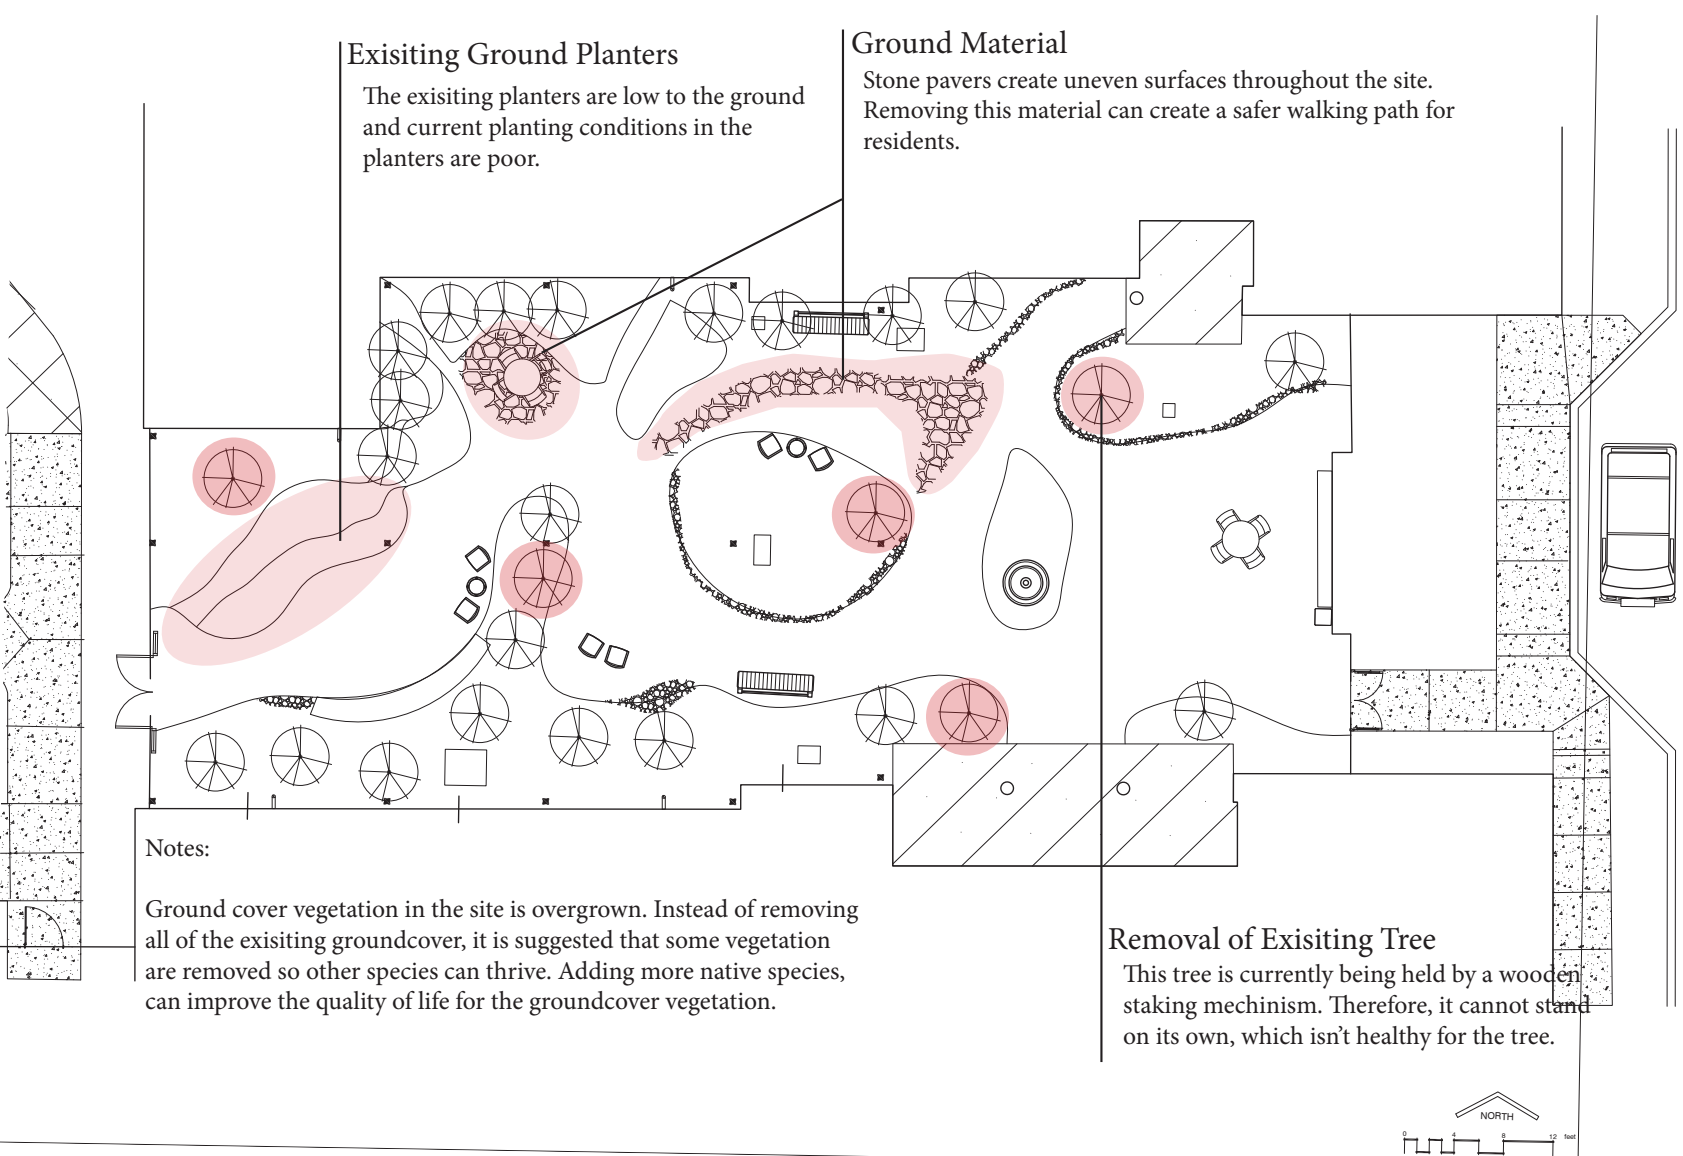 Exisiting Ground Planters
The exisiting planters are low to the ground
and current planting conditions in the
planters are poor.
Ground Material
Stone pavers create uneven surfaces throughout the site.
Removing this material can create a safer walking path for
residents.
Notes:
Ground cover vegetation in the site is overgrown. Instead of removing
all of the exisiting groundcover, it is suggested that some vegetation
are removed so other species can thrive. Adding more native species,
can improve the quality of life for the groundcover vegetation.
Removal of Exisiting Tree
This tree is currently being held by a wooden
staking mechinism. Therefore, it cannot stand
on its own, which isn't healthy for the tree.
NORTH
0 4 8 12 feet